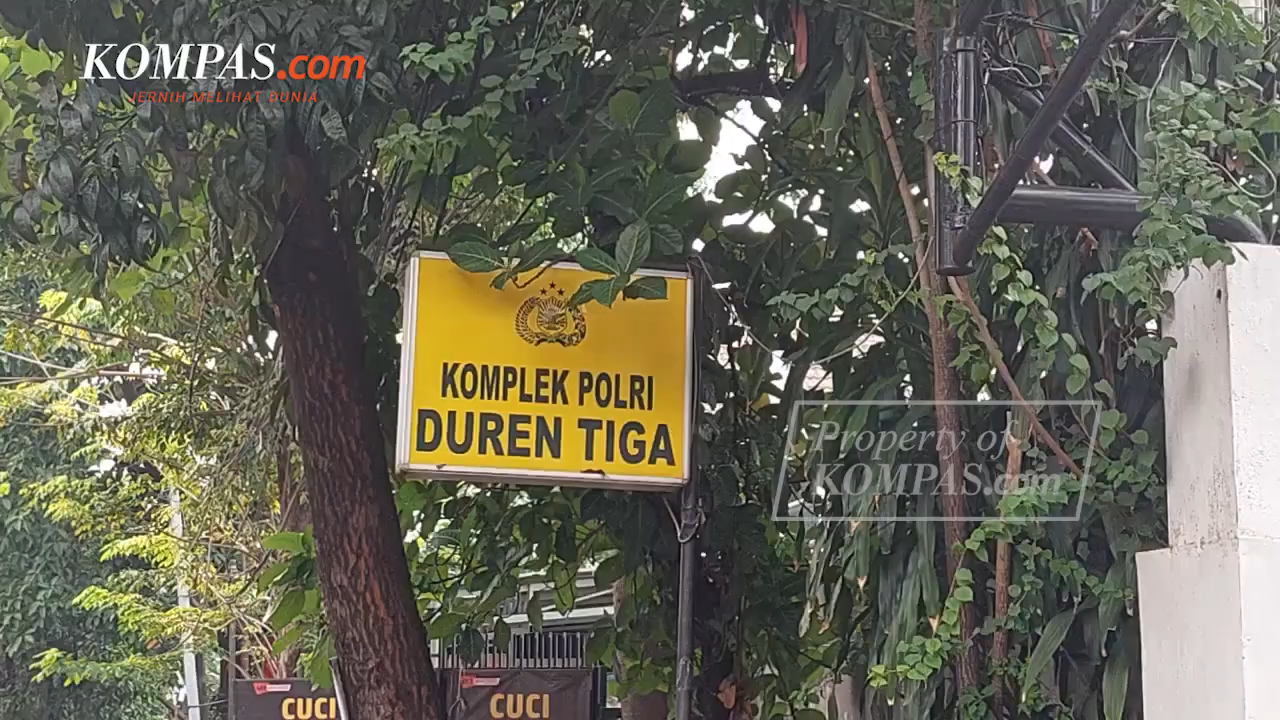 KOMPAS.com
JERNIH MELIHAT DUNIA
KOMPLEK POLRI
DUREN TIGA
Property of
KOMPAS.com
CUCI
CUCI